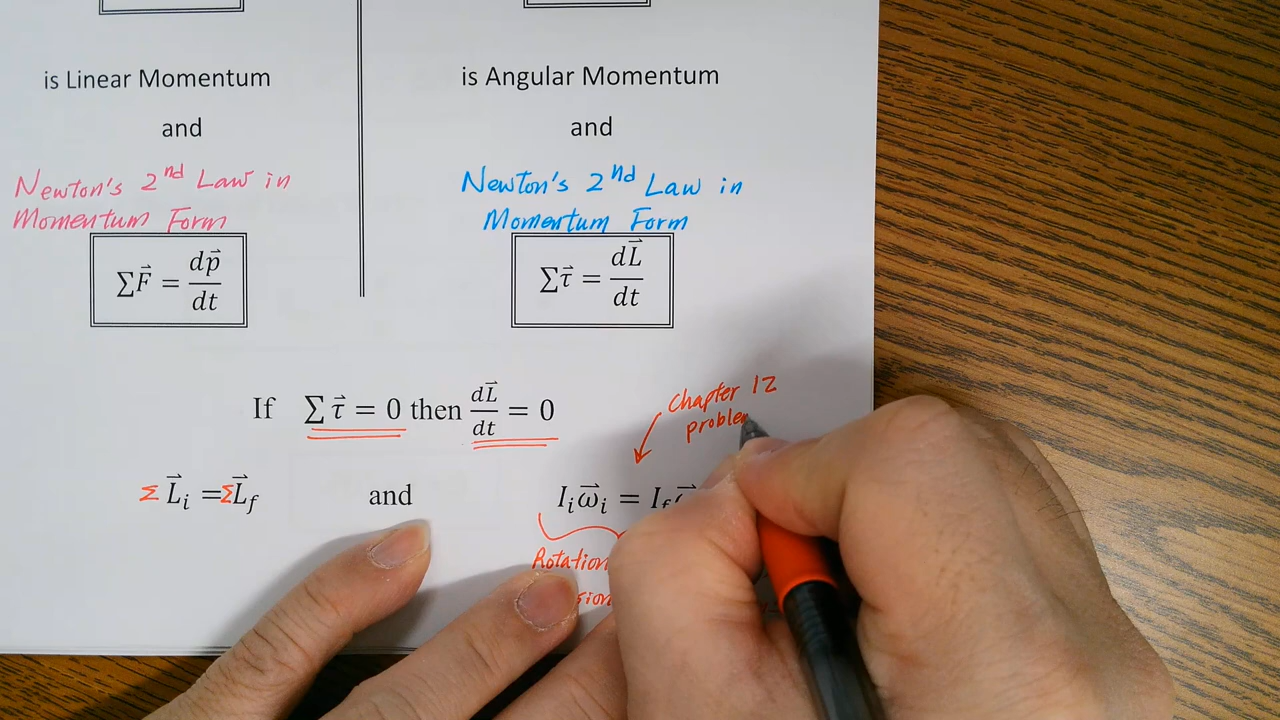 is Linear Momentum
and
Newton's 2nd Law in
Momentum Form
ΣF⃗ = dp⃗/dt
is Angular Momentum
and
Newton's 2nd Law in
Momentum Form
Στ⃗ = dL⃗/dt
If Στ⃗ = 0 then dL⃗/dt = 0
Chapter 12
problem
Σ L⃗ᵢ = Σ L⃗f and Iᵢω⃗ᵢ = If
Rotation